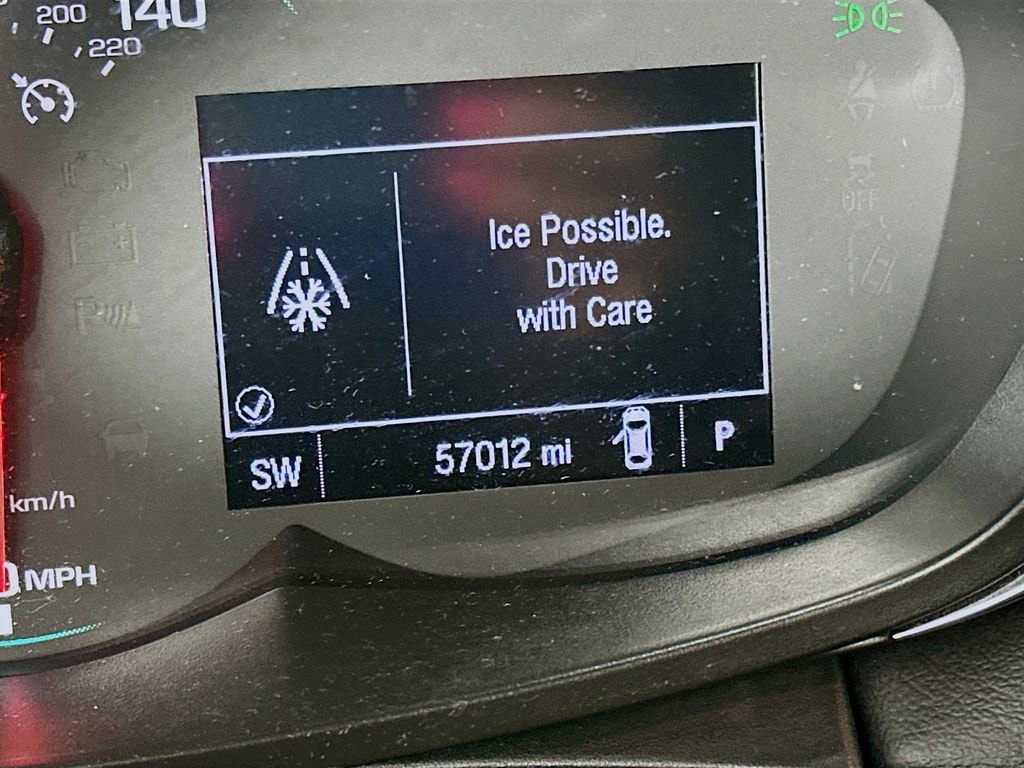 200
140
220
Ice Possible.
Drive
with Care
OFF
SW
57012 mi
P
km/h
MPH